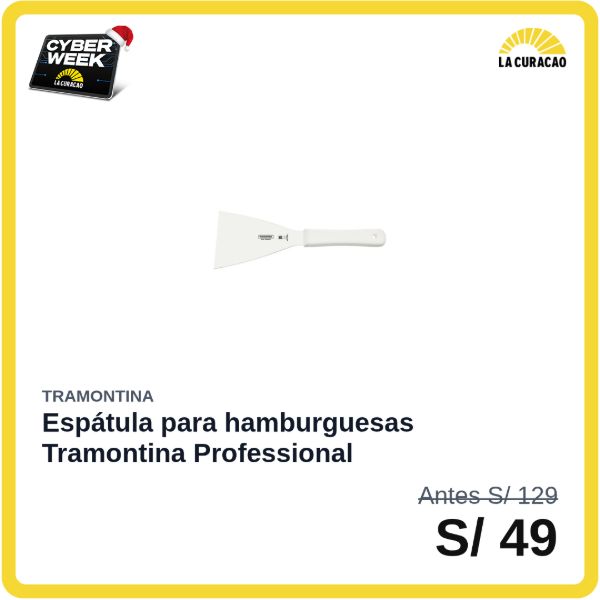 CYBER
WEEK
LA CURACAO
LA CURACAO
TRAMONTINA
Espátula para hamburguesas
Tramontina Professional
Antes S/ 129
S/ 49